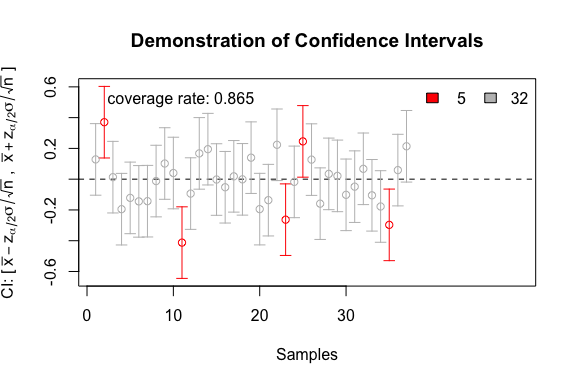 Demonstration of Confidence Intervals
CI: [ x̄ − zα/2σ/√n , x̄ + zα/2σ/√n ]
0.6
0.2
-0.2
-0.6
coverage rate: 0.865
5 32
0 10 20 30
Samples